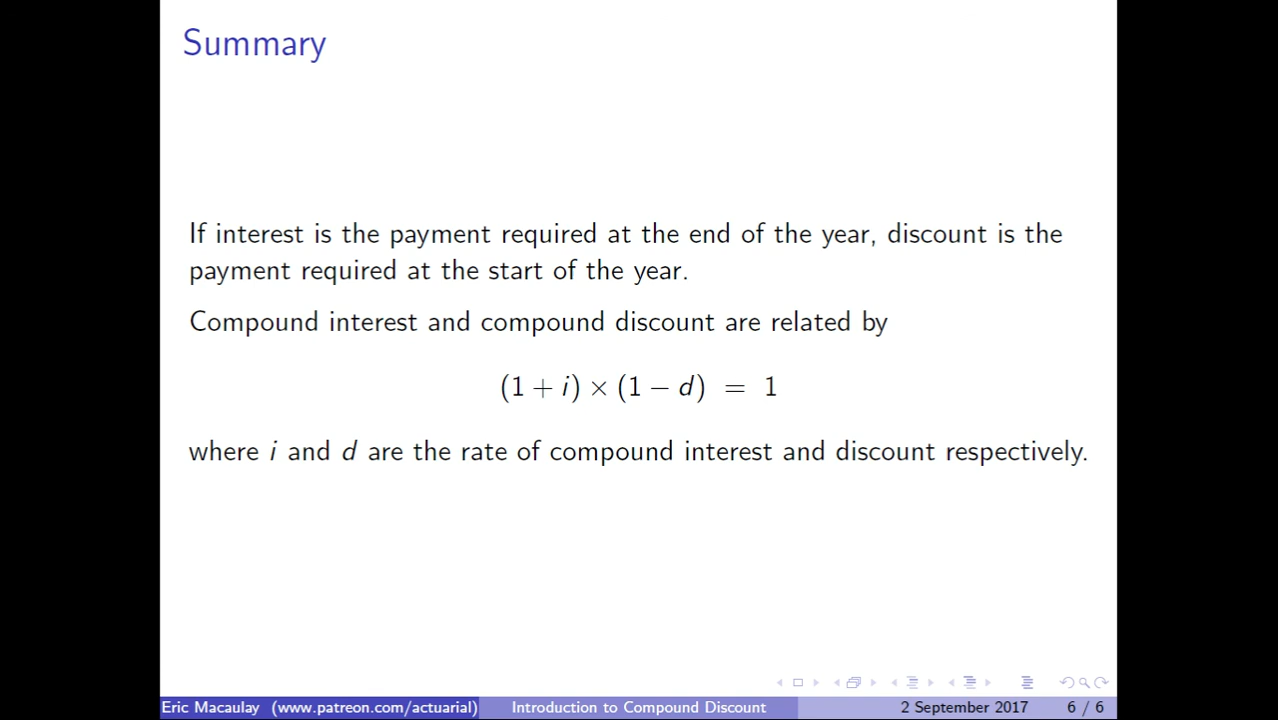 Summary
If interest is the payment required at the end of the year, discount is the
payment required at the start of the year.
Compound interest and compound discount are related by
(1 + i) × (1 − d) = 1
where i and d are the rate of compound interest and discount respectively.
Eric Macaulay (www.patreon.com/actuarial) Introduction to Compound Discount 2 September 2017 6 / 6